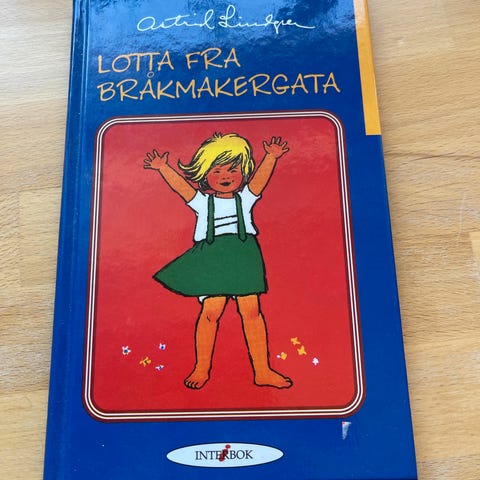 Astrid Lindgren
LOTTA FRA
BRÅKMAKERGATA
INTERBOK